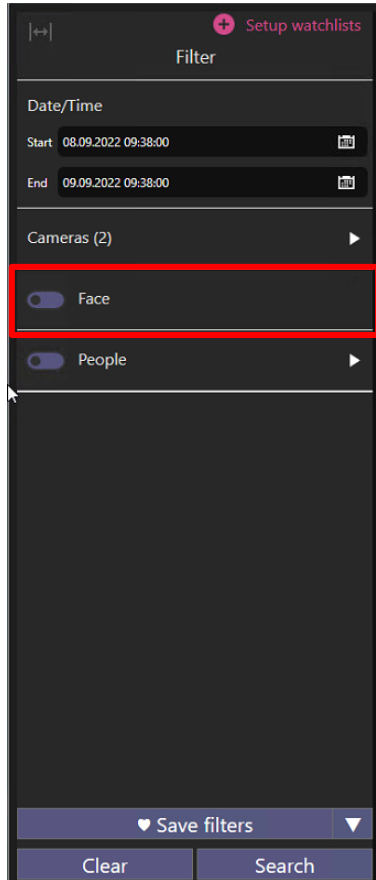 Setup watchlists
Filter
Date/Time
Start 08.09.2022 09:38:00
End 09.09.2022 09:38:00
Cameras (2)
Face
People
Save filters
Clear Search